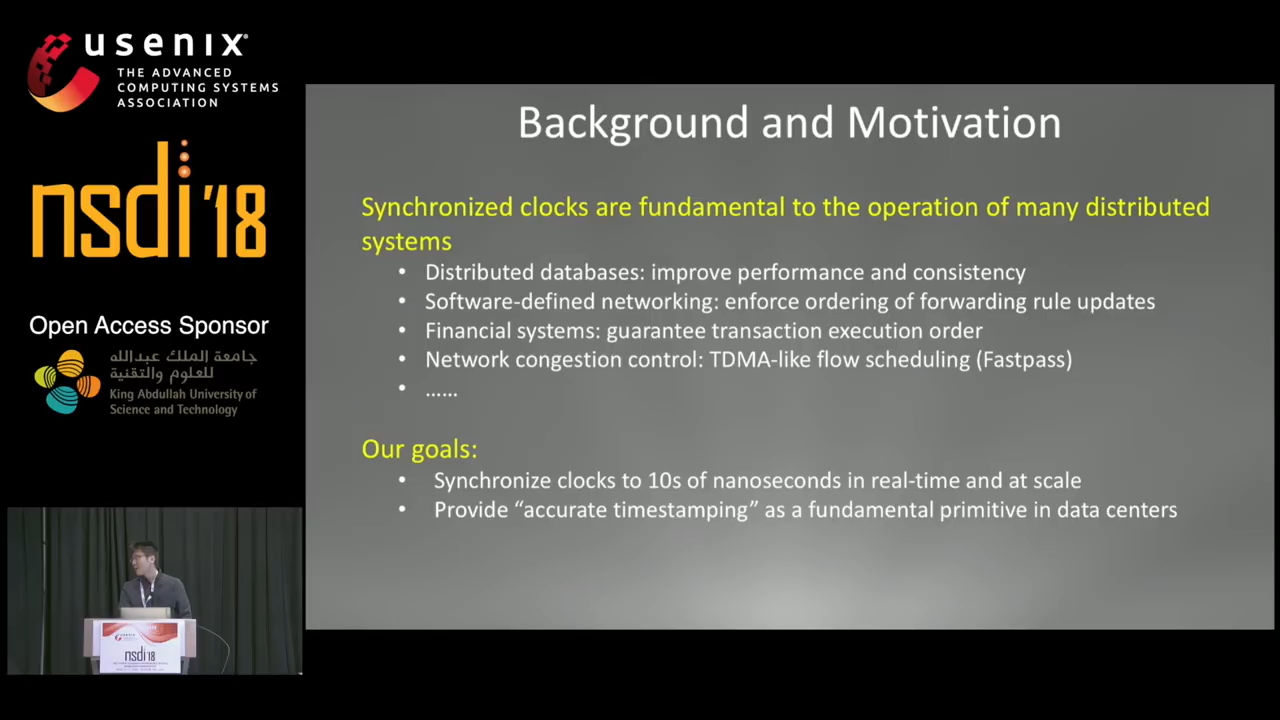 usenix
THE ADVANCED
COMPUTING SYSTEMS
ASSOCIATION
nsdi '18
Open Access Sponsor
جامعة الملك عبدالله
للعلوم والتقنية
King Abdullah University of
Science and Technology
Background and Motivation
Synchronized clocks are fundamental to the operation of many distributed
systems
• Distributed databases: improve performance and consistency
• Software-defined networking: enforce ordering of forwarding rule updates
• Financial systems: guarantee transaction execution order
• Network congestion control: TDMA-like flow scheduling (Fastpass)
• ......
Our goals:
• Synchronize clocks to 10s of nanoseconds in real-time and at scale
• Provide “accurate timestamping” as a fundamental primitive in data centers
usenix
nsdi'18